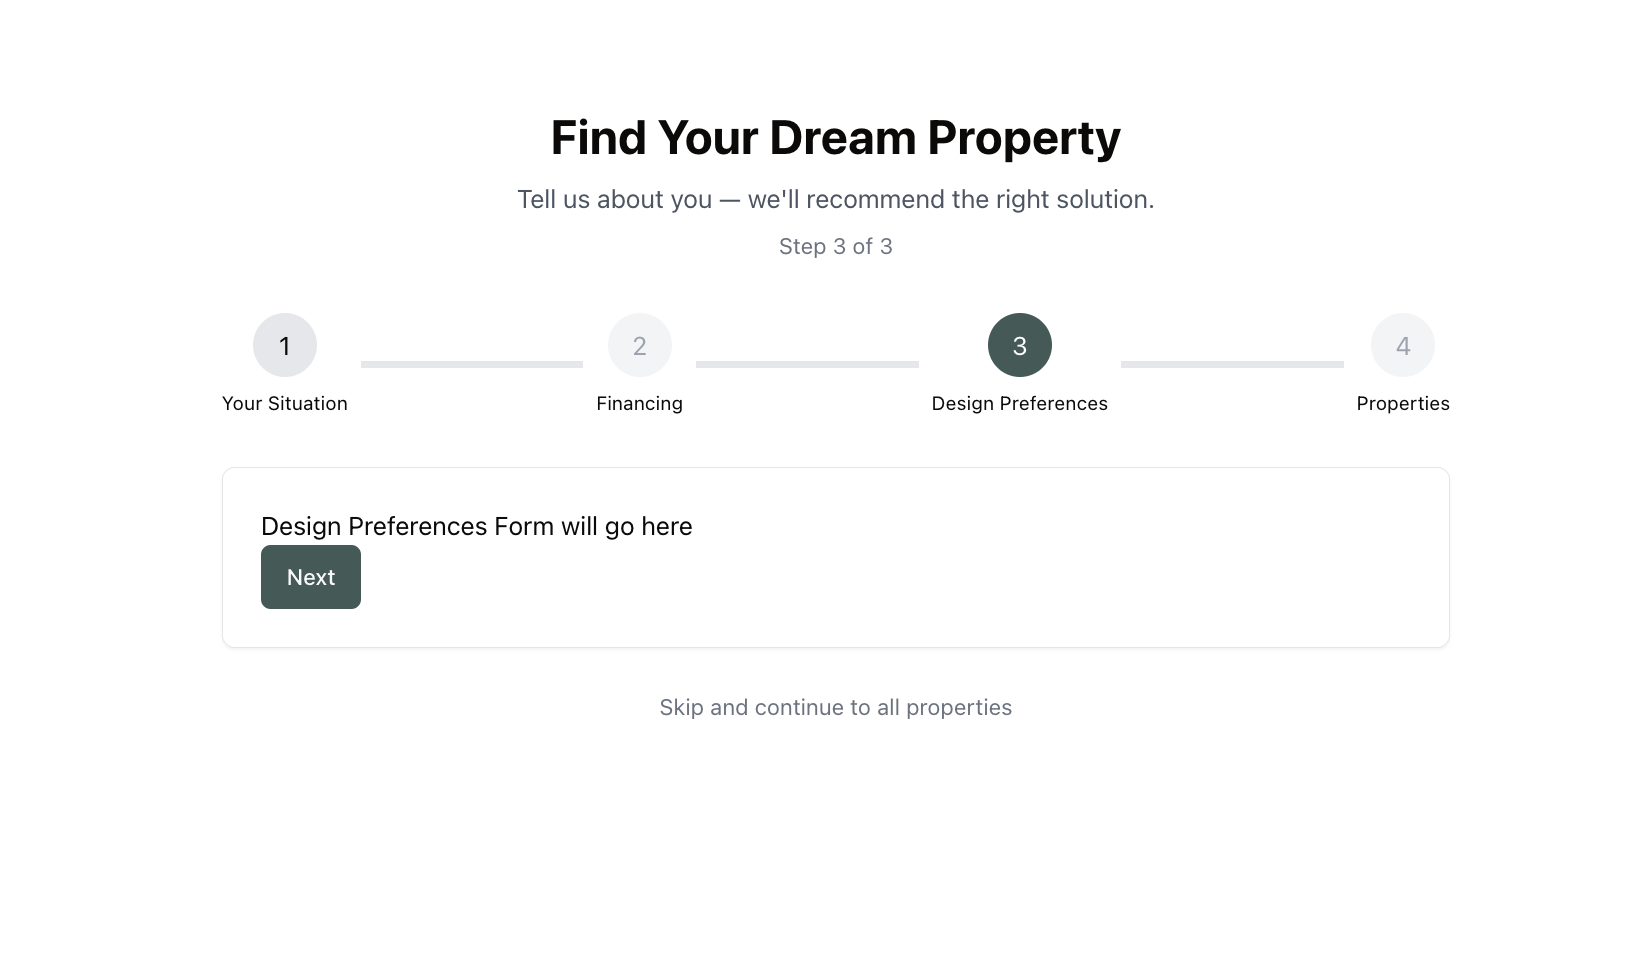 Find Your Dream Property
Tell us about you — we'll recommend the right solution.
Step 3 of 3
1
2
3
4
Your Situation
Financing
Design Preferences
Properties
Design Preferences Form will go here
Next
Skip and continue to all properties